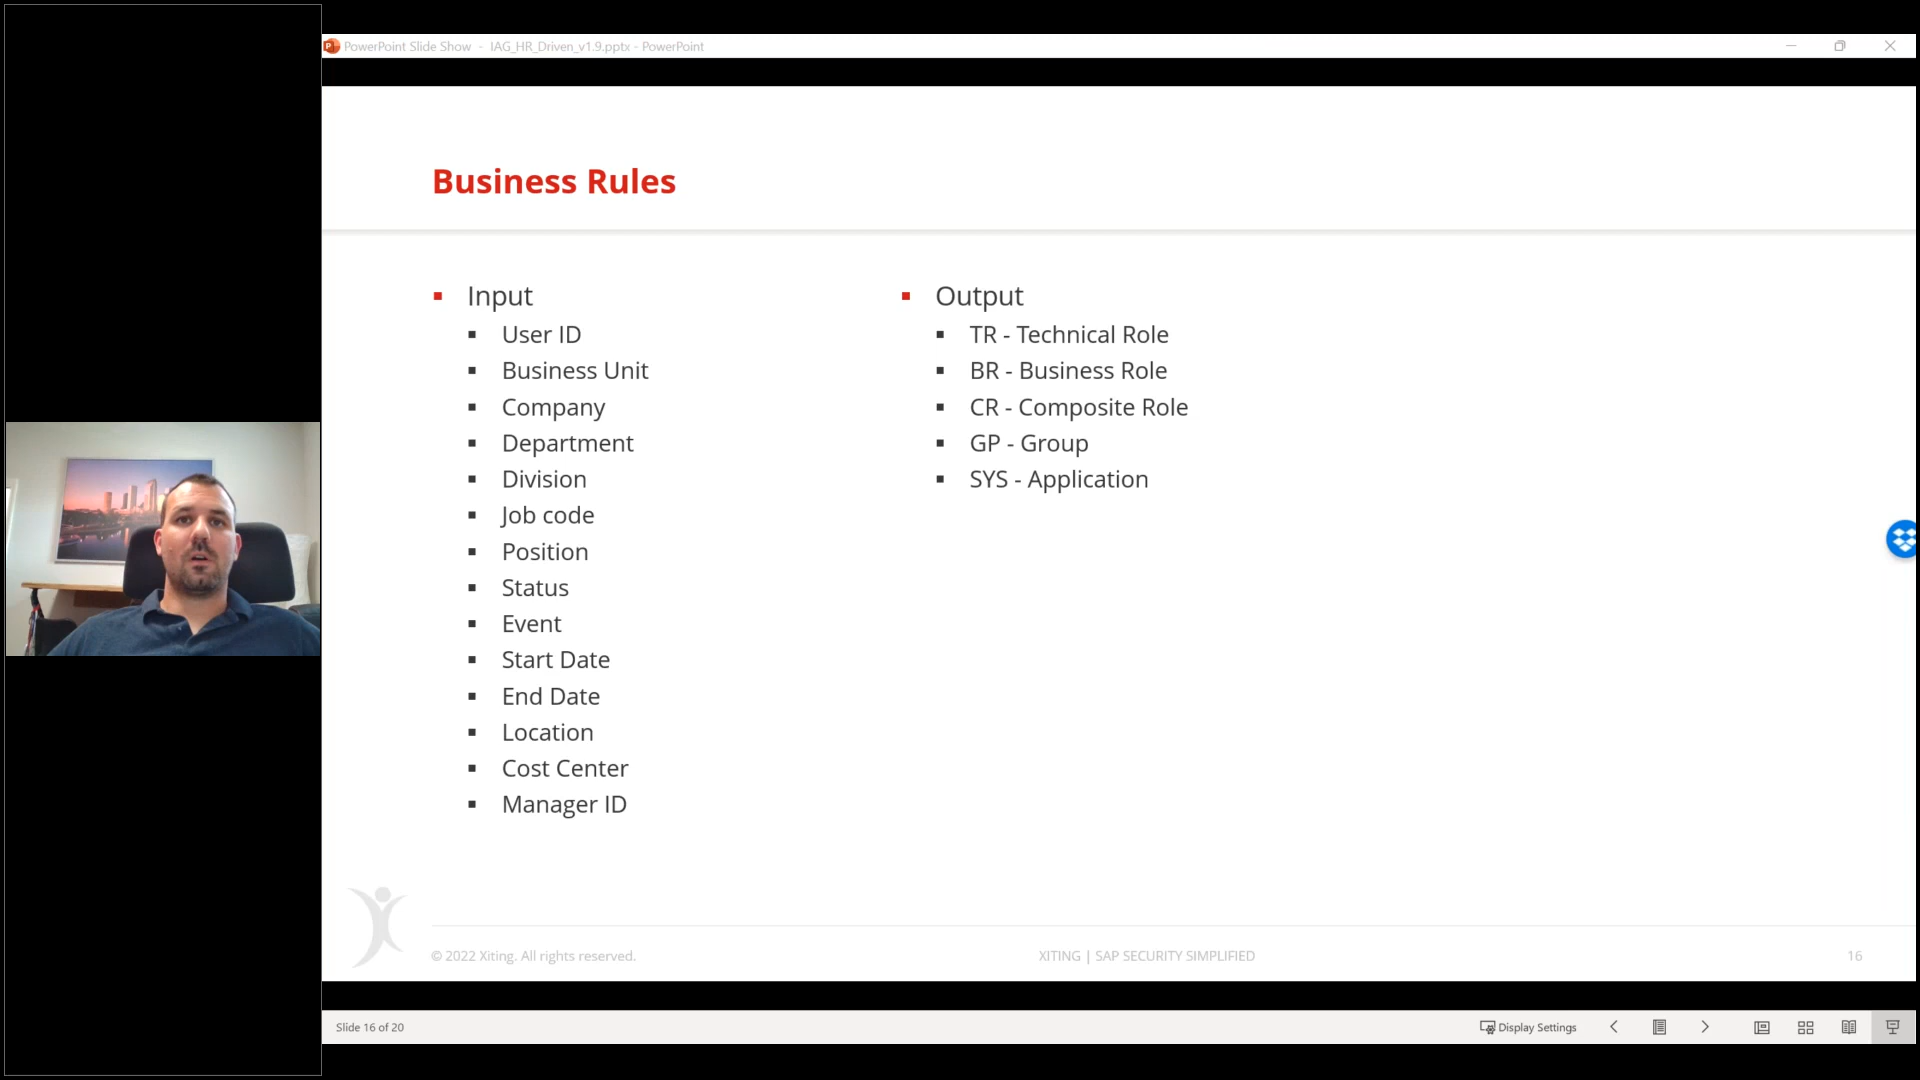 PowerPoint Slide Show - IAG_HR_Driven_v1.9.pptx - PowerPoint
Business Rules
Input
User ID
Business Unit
Company
Department
Division
Job code
Position
Status
Event
Start Date
End Date
Location
Cost Center
Manager ID
Output
TR - Technical Role
BR - Business Role
CR - Composite Role
GP - Group
SYS - Application
© 2022 Xiting. All rights reserved.
XITING | SAP SECURITY SIMPLIFIED
16
Slide 16 of 20
Display Settings